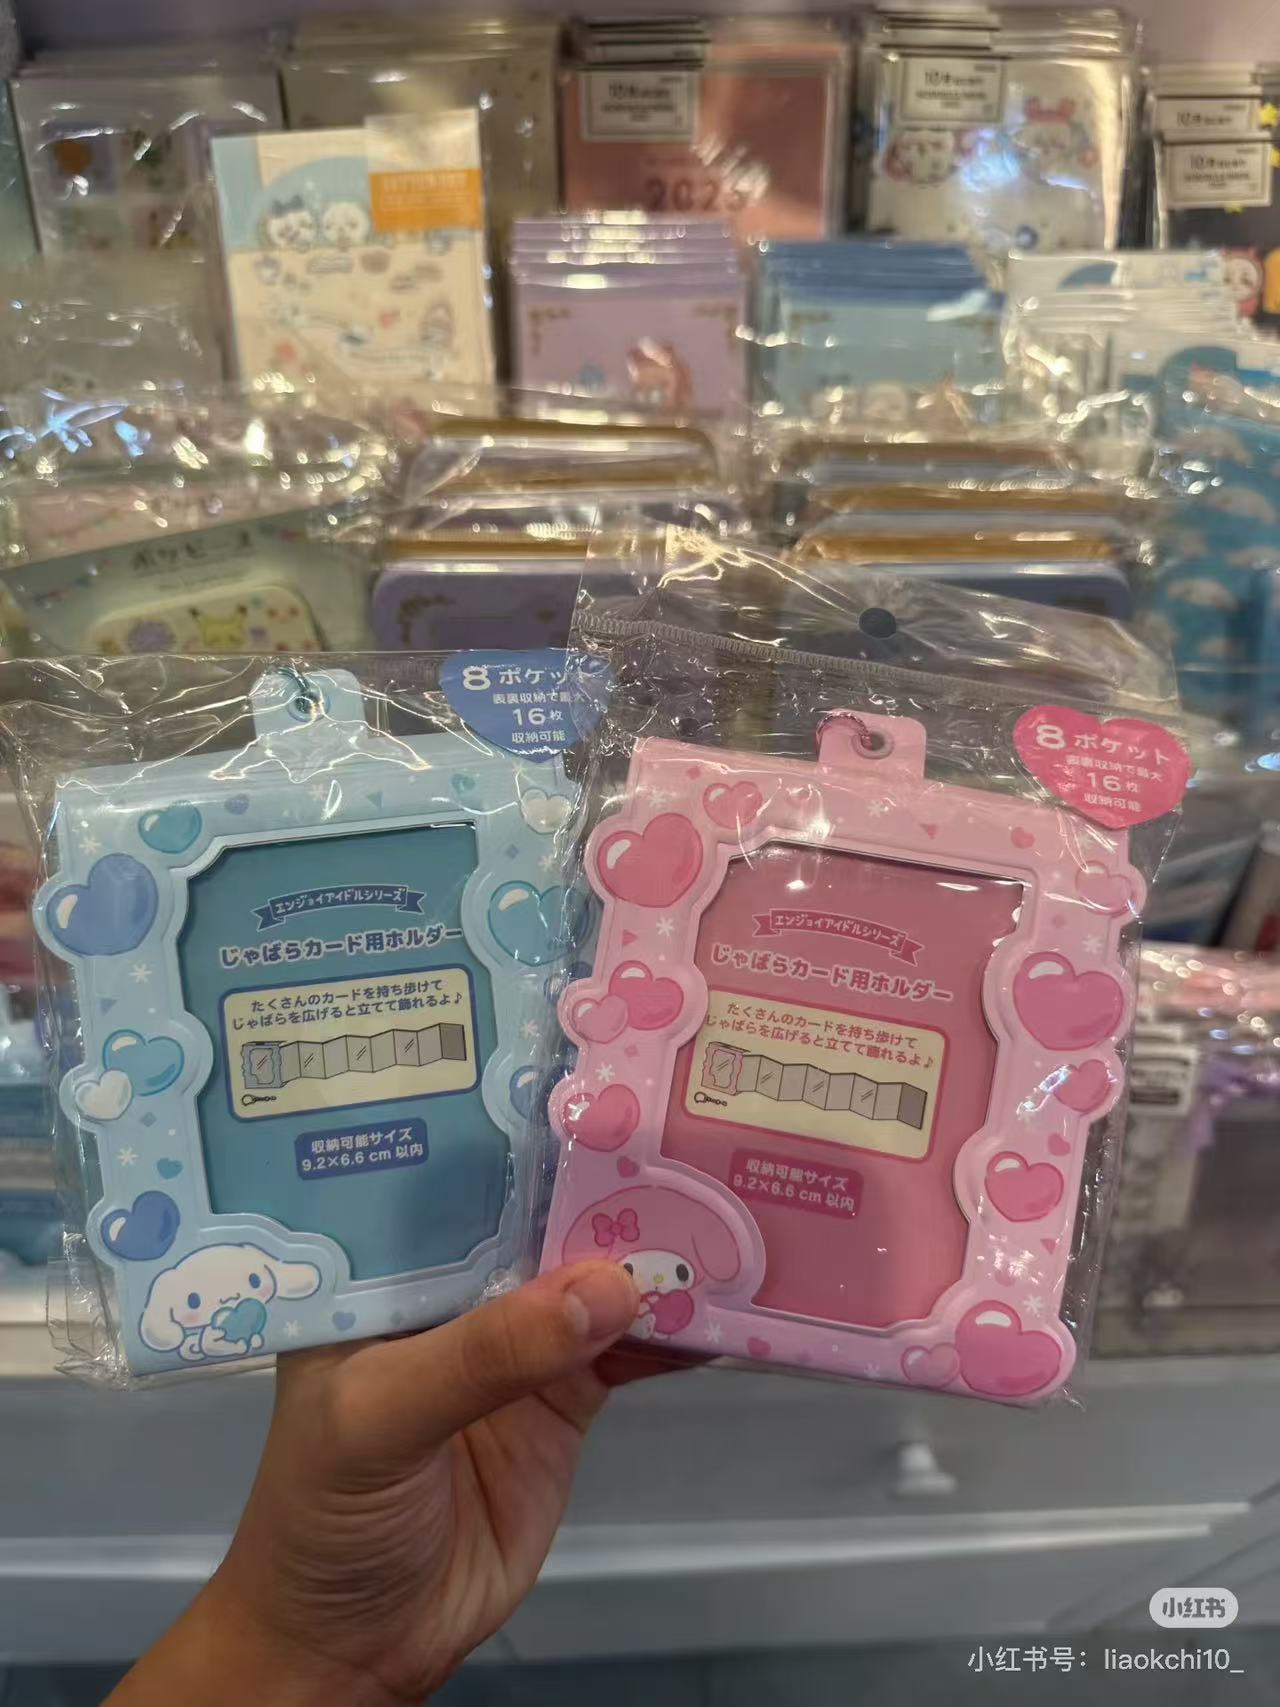 2025
8ポケット
表裏収納で最大
16枚
収納可能
エンジョイアイドルシリーズ
じゃばらカード用ホルダー
たくさんのカードを持ち歩けて
じゃばらを広げると立てて飾れるよ♪
収納可能サイズ
9.2×6.6 cm 以内
8ポケット
表裏収納で最大
16枚
収納可能
エンジョイアイドルシリーズ
じゃばらカード用ホルダー
たくさんのカードを持ち歩けて
じゃばらを広げると立てて飾れるよ♪
収納可能サイズ
9.2×6.6 cm 以内
小红书
小红书号：liaokchi10_